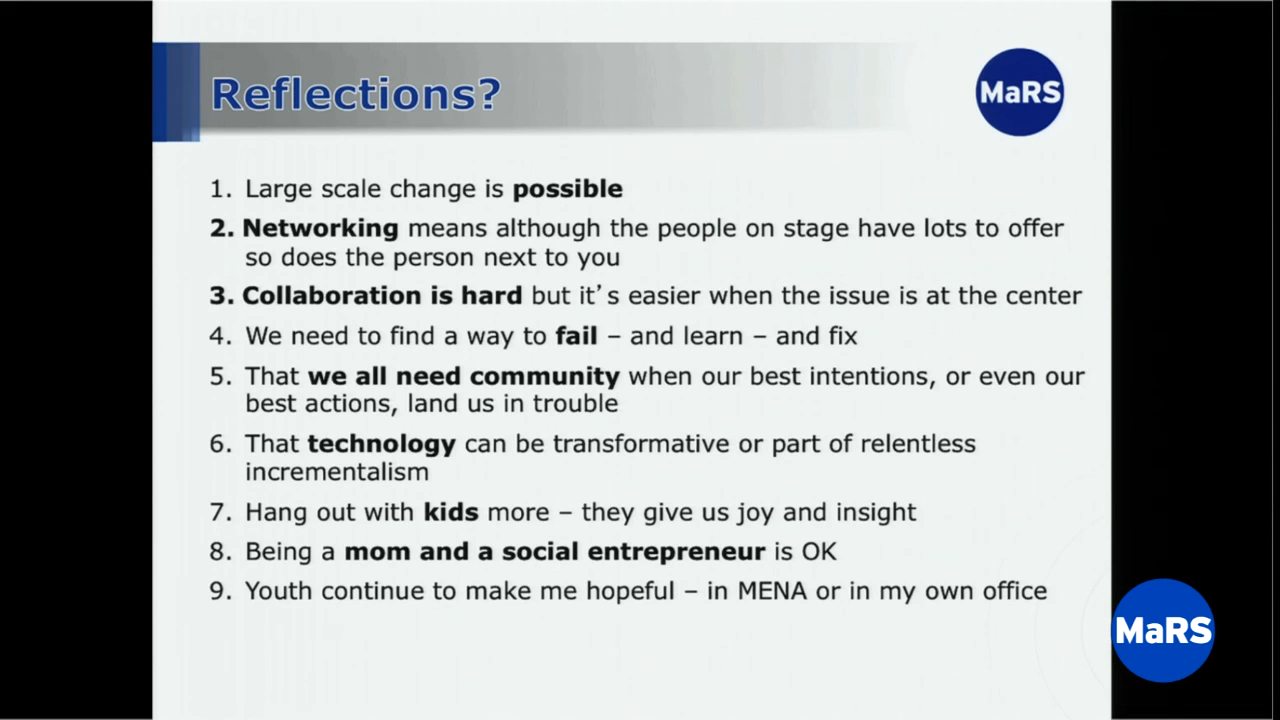 Reflections?
MaRS
1. Large scale change is possible
2. Networking means although the people on stage have lots to offer
so does the person next to you
3. Collaboration is hard but it's easier when the issue is at the center
4. We need to find a way to fail – and learn – and fix
5. That we all need community when our best intentions, or even our
best actions, land us in trouble
6. That technology can be transformative or part of relentless
incrementalism
7. Hang out with kids more – they give us joy and insight
8. Being a mom and a social entrepreneur is OK
9. Youth continue to make me hopeful – in MENA or in my own office
MaRS